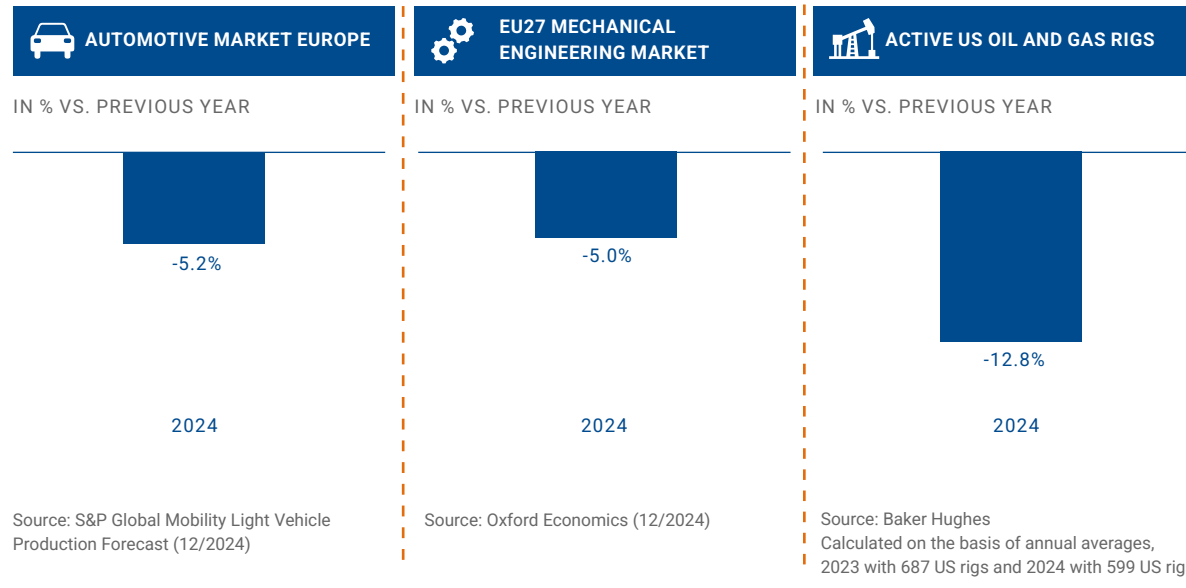 AUTOMOTIVE MARKET EUROPE
IN % VS. PREVIOUS YEAR
-5.2%
2024
Source: S&P Global Mobility Light Vehicle
Production Forecast (12/2024)
EU27 MECHANICAL
ENGINEERING MARKET
IN % VS. PREVIOUS YEAR
-5.0%
2024
Source: Oxford Economics (12/2024)
ACTIVE US OIL AND GAS RIGS
IN % VS. PREVIOUS YEAR
-12.8%
2024
Source: Baker Hughes
Calculated on the basis of annual averages,
2023 with 687 US rigs and 2024 with 599 US rig